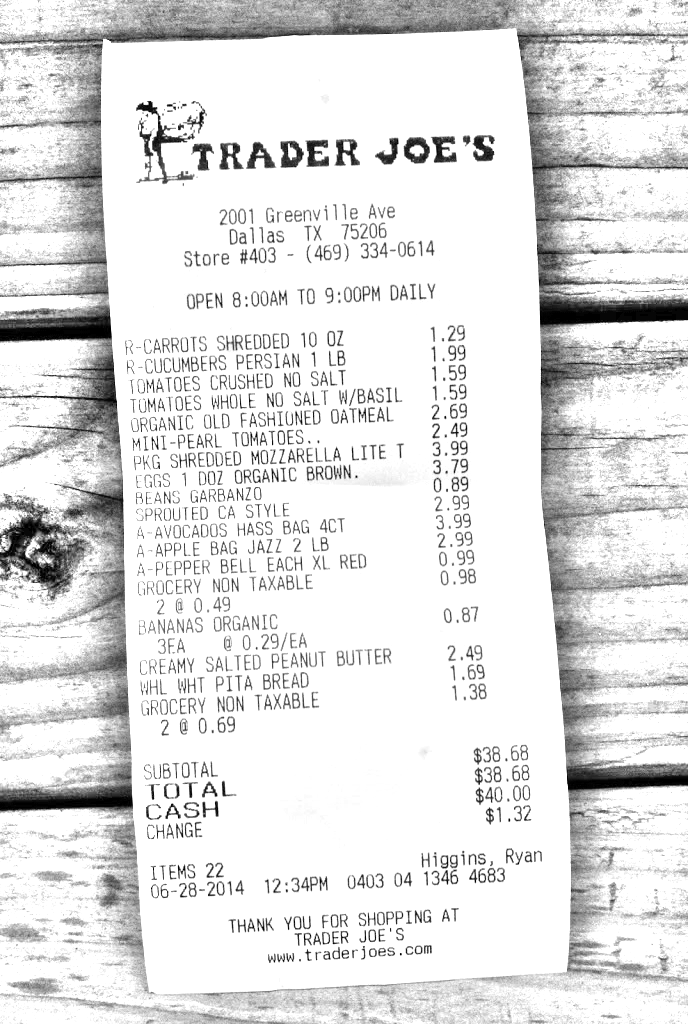 TRADER JOE'S
2001 Greenville Ave
Dallas TX 75206
Store #403 - (469) 334-0614
OPEN 8:00AM TO 9:00PM DAILY
R-CARROTS SHREDDED 10 OZ 1.29
R-CUCUMBERS PERSIAN 1 LB 1.99
TOMATOES CRUSHED NO SALT 1.59
TOMATOES WHOLE NO SALT W/BASIL 1.59
ORGANIC OLD FASHIONED OATMEAL 2.69
MINI-PEARL TOMATOES.. 2.49
PKG SHREDDED MOZZARELLA LITE T 3.99
EGGS 1 DOZ ORGANIC BROWN. 3.79
BEANS GARBANZO 0.89
SPROUTED CA STYLE 2.99
A-AVOCADOS HASS BAG 4CT 3.99
A-APPLE BAG JAZZ 2 LB 2.99
A-PEPPER BELL EACH XL RED 0.99
GROCERY NON TAXABLE 0.98
2 @ 0.49
BANANAS ORGANIC 0.87
3EA @ 0.29/EA
CREAMY SALTED PEANUT BUTTER 2.49
WHL WHT PITA BREAD 1.69
GROCERY NON TAXABLE 1.38
2 @ 0.69
SUBTOTAL $38.68
TOTAL $38.68
CASH $40.00
CHANGE $1.32
ITEMS 22 Higgins, Ryan
06-28-2014 12:34PM 0403 04 1346 4683
THANK YOU FOR SHOPPING AT
TRADER JOE'S
www.traderjoes.com